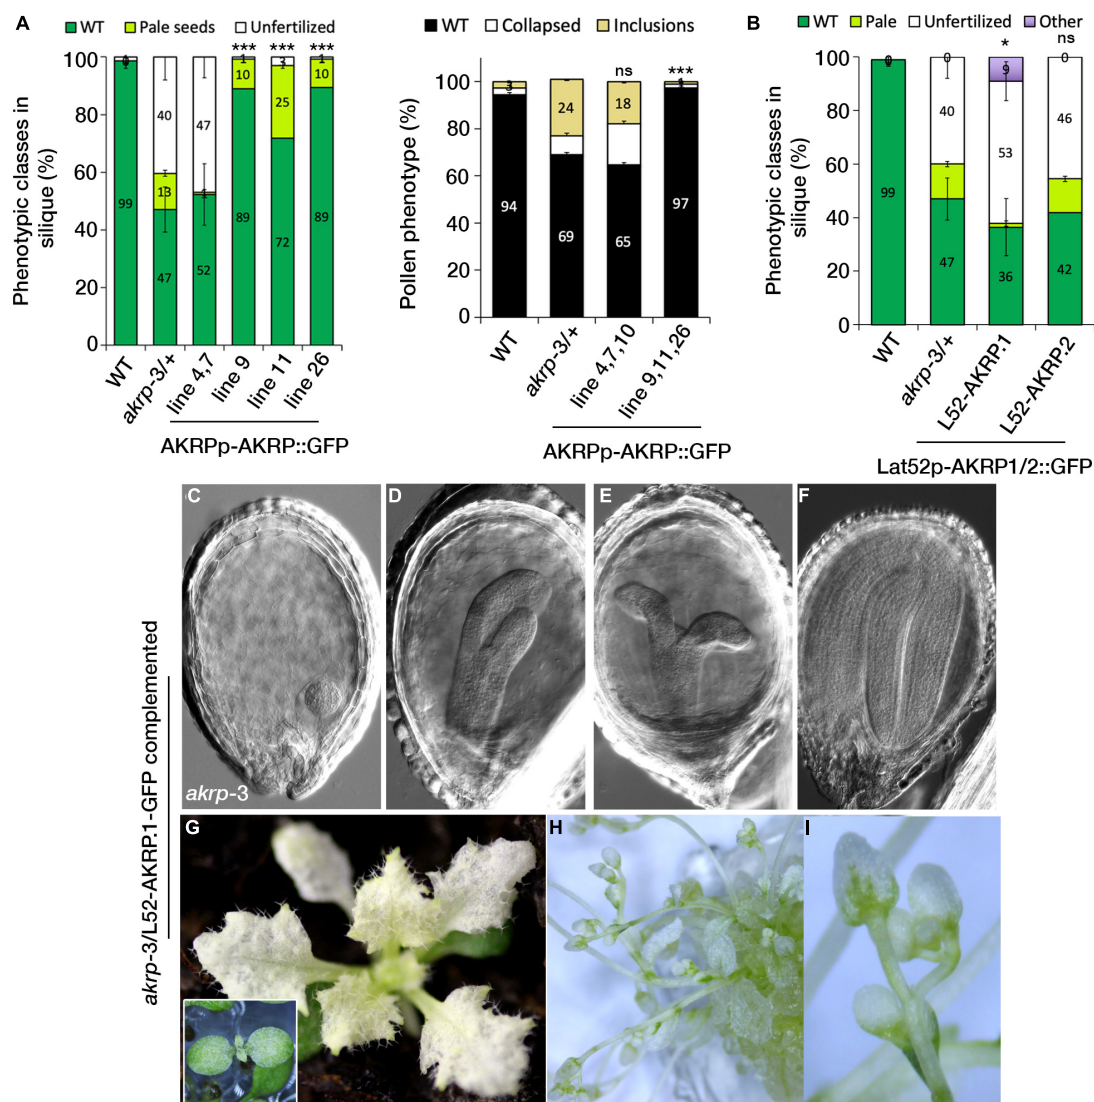 A
WT Pale seeds Unfertilized
*** *** ***
Phenotypic classes in
silique (%)
100
80
60
40
20
0
99
40
13
47
47
52
1
10
89
3
25
72
1
10
89
WT
akrp-3/+
line 4,7
line 9
line 11
line 26
AKRPp-AKRP::GFP
WT Collapsed Inclusions
ns ***
Pollen phenotype (%)
100
80
60
40
20
0
3
94
24
69
18
65
97
WT
akrp-3/+
line 4,7,10
line 9,11,26
AKRPp-AKRP::GFP
B
WT Pale Unfertilized Other
* ns
Phenotypic classes in
silique (%)
100
80
60
40
20
0
0
99
0
40
47
9
53
36
0
46
42
WT
akrp-3/+
L52-AKRP.1
L52-AKRP.2
Lat52p-AKRP1/2::GFP
C
D
E
F
akrp-3
akrp-3/L52-AKRP.1-GFP complemented
G
H
I